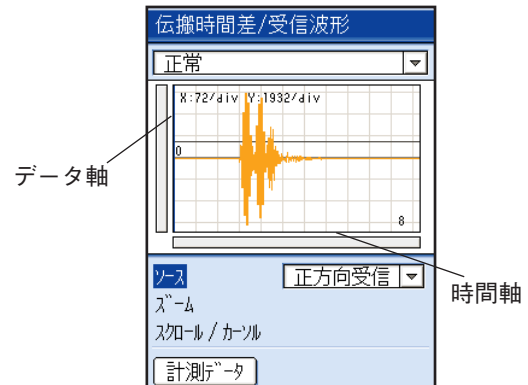 伝搬時間差/受信波形
正常
X:72/div Y:1932/div
0
データ軸
8
ソース
正方向受信
時間軸
ズーム
スクロール / カーソル
計測データ